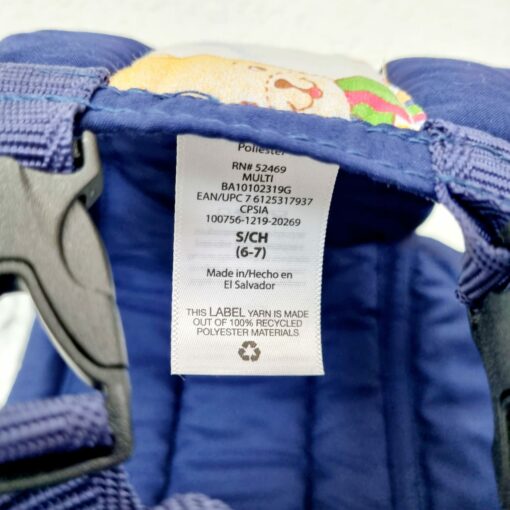 Poliester
RN# 52469
MULTI
BA10102319G
EAN/UPC 7 6125317937
CPSIA
100756-1219-20269
S/CH
(6-7)
Made in/Hecho en
El Salvador
THIS LABEL YARN IS MADE
OUT OF 100% RECYCLED
POLYESTER MATERIALS